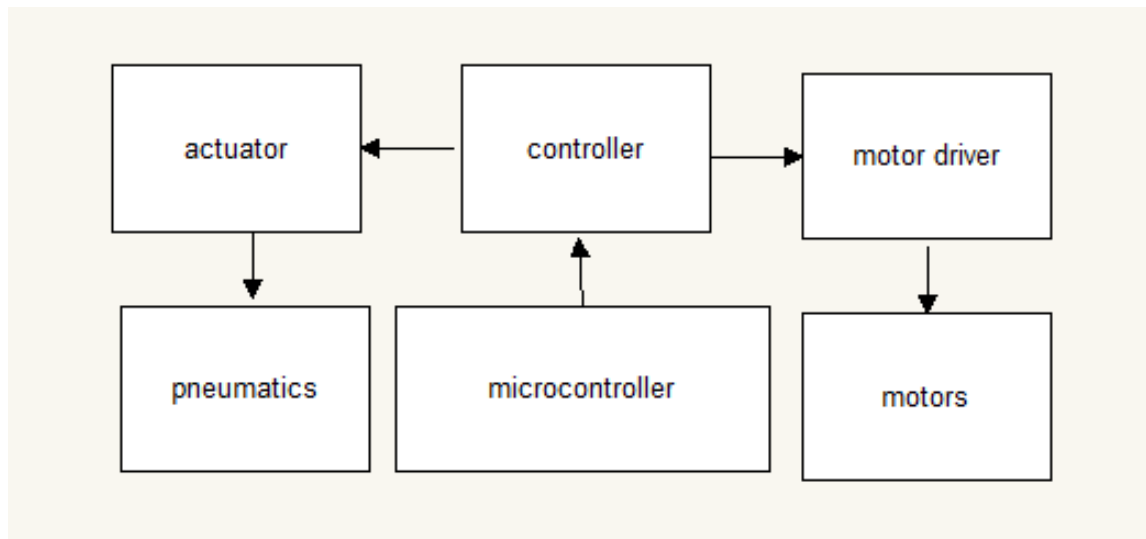 actuator
controller
motor driver
pneumatics
microcontroller
motors